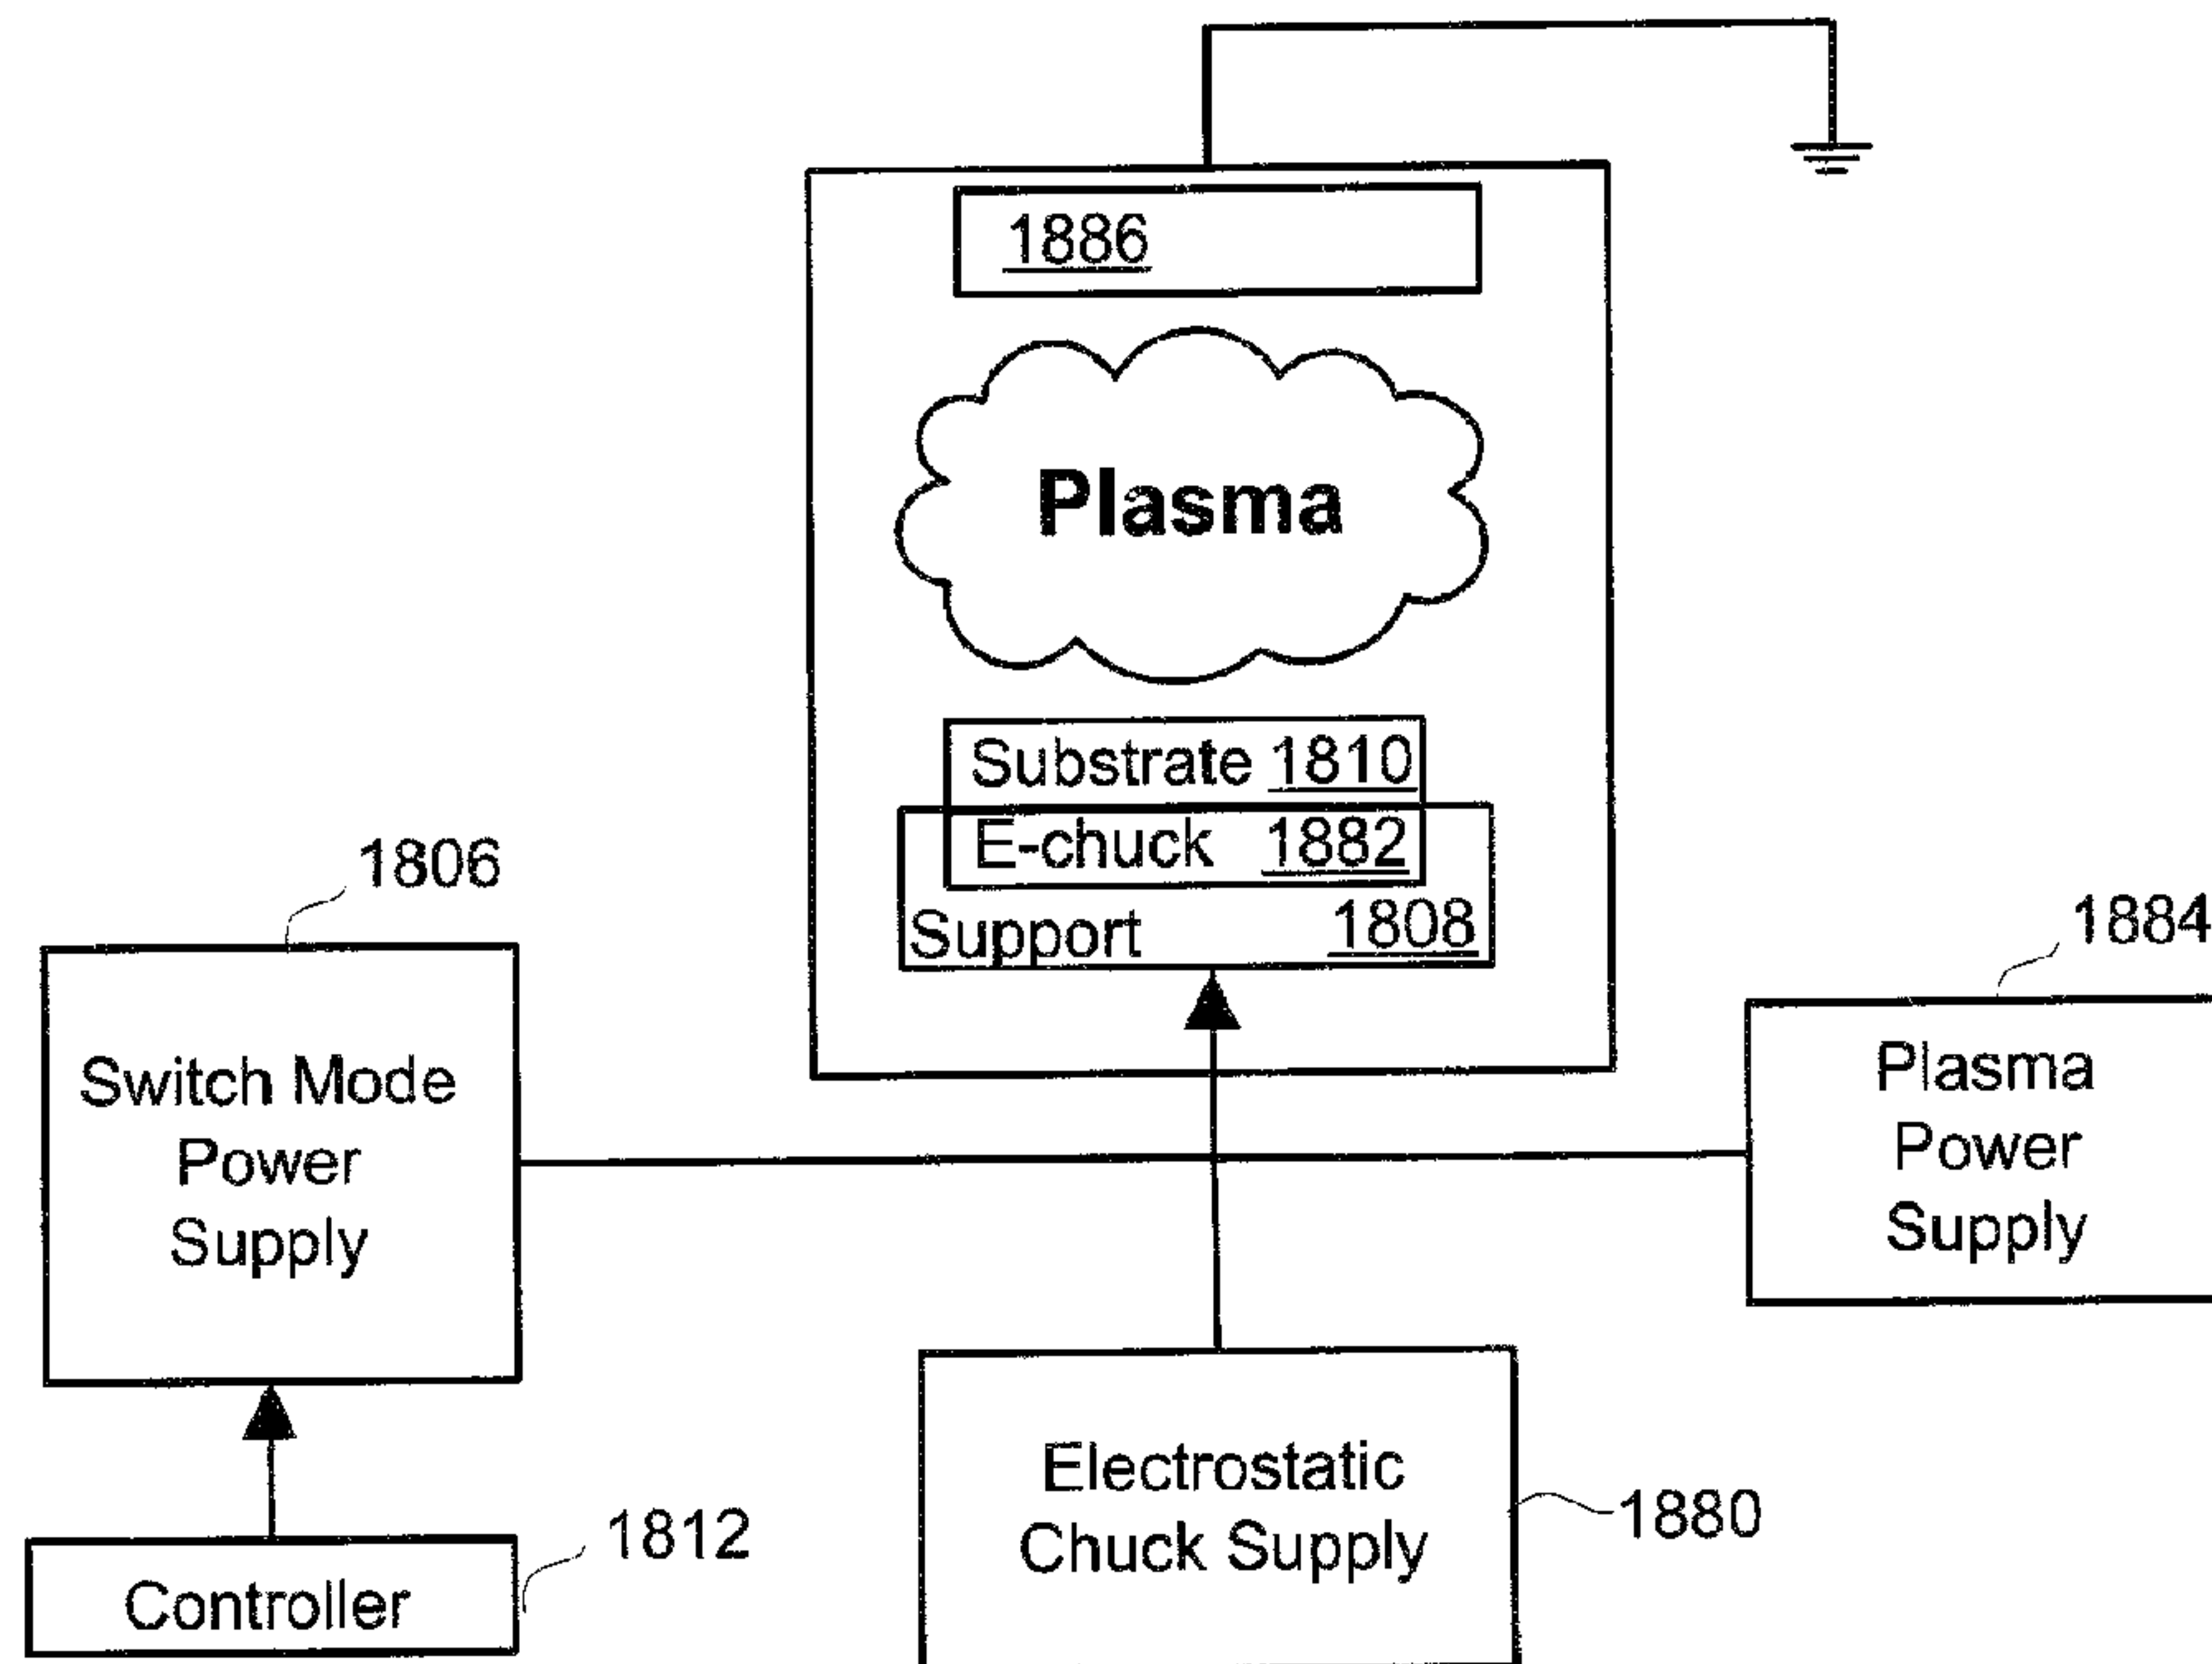 1886
Plasma
Substrate 1810
E-chuck 1882
Support 1808
1806
Switch Mode
Power
Supply
1884
Plasma
Power
Supply
Electrostatic
Chuck Supply
1880
1812
Controller